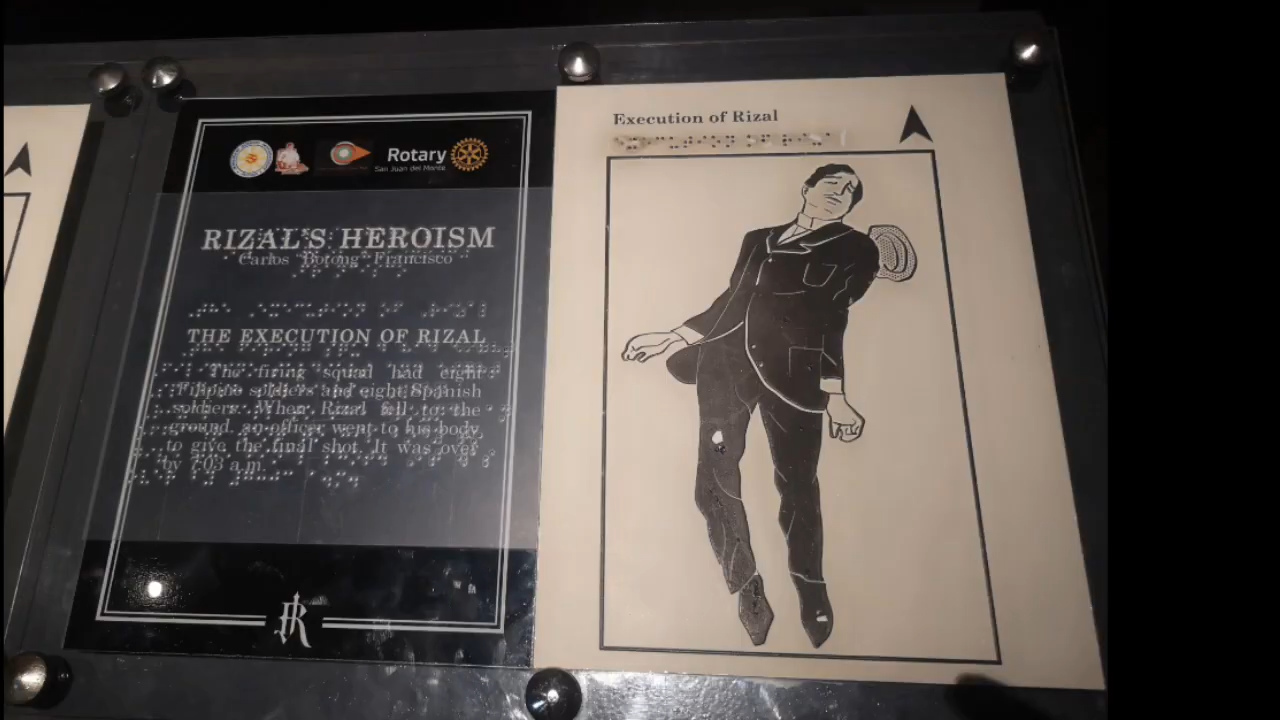 Rotary
San Juan del Monte
RIZAL'S HEROISM
Carlos "Botong" Francisco
THE EXECUTION OF RIZAL
The firing squad had eight
Filipino soldiers and eight Spanish
soldiers. When Rizal fell to the
ground, an officer went to his body
to give the final shot. It was over
by 7:03 a.m.
Execution of Rizal